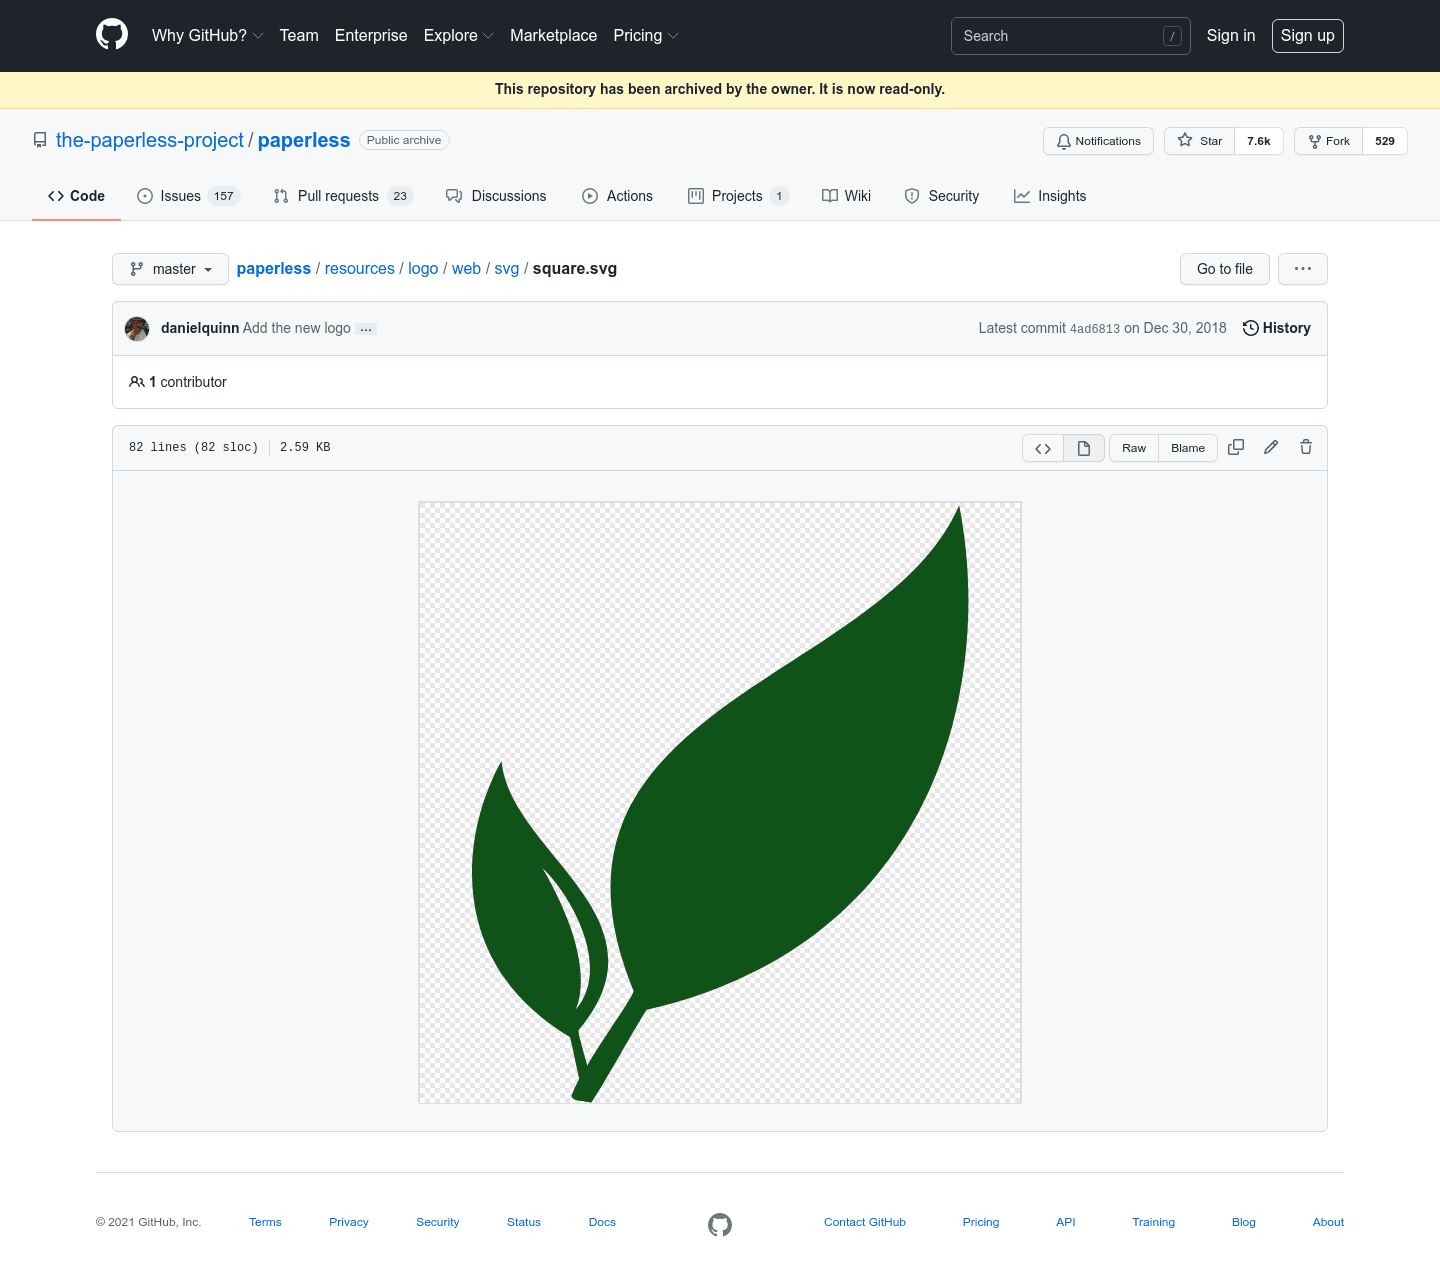 Why GitHub? Team Enterprise Explore Marketplace Pricing Search / Sign in Sign up
This repository has been archived by the owner. It is now read-only.
the-paperless-project / paperless Public archive Notifications Star 7.6k Fork 529
Code Issues 157 Pull requests 23 Discussions Actions Projects 1 Wiki Security Insights
master paperless / resources / logo / web / svg / square.svg Go to file ...
danielquinn Add the new logo ... Latest commit 4ad6813 on Dec 30, 2018 History
1 contributor
82 lines (82 sloc) 2.59 KB Raw Blame
© 2021 GitHub, Inc. Terms Privacy Security Status Docs Contact GitHub Pricing API Training Blog About